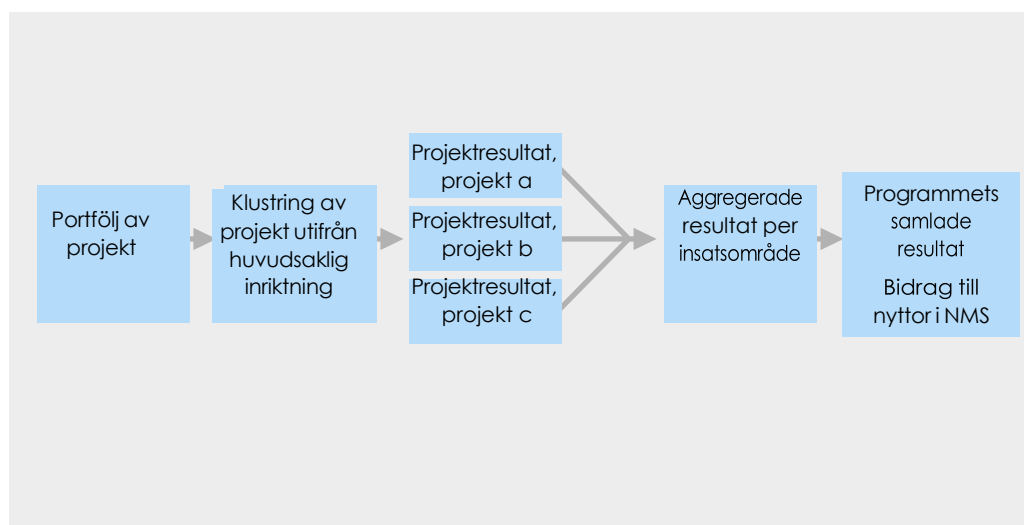 Portfölj av
projekt
Klustring av
projekt utifrån
huvudsaklig
inriktning
Projektresultat,
projekt a
Projektresultat,
projekt b
Projektresultat,
projekt c
Aggregerade
resultat per
insatsområde
Programmets
samlade
resultat
Bidrag till
nyttor i NMS